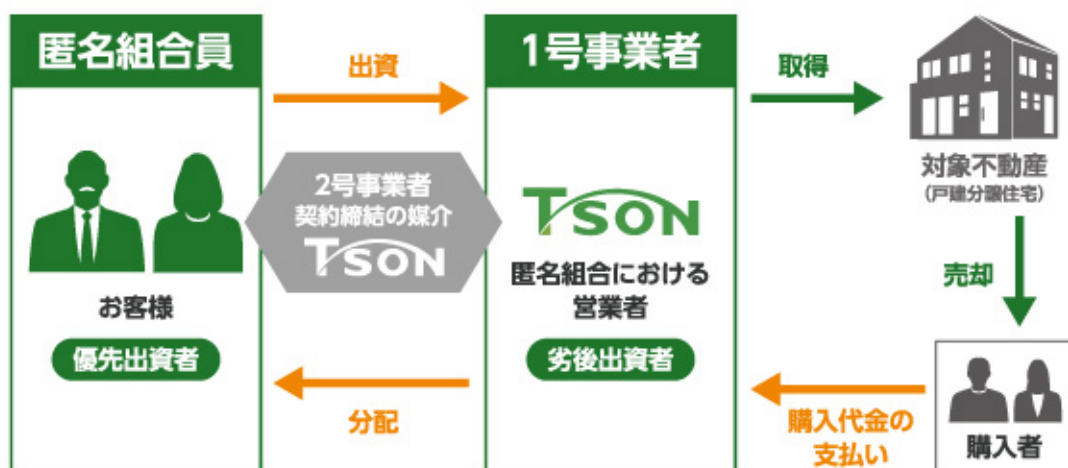 匿名組合員
出資
1号事業者
取得
2号事業者
契約締結の媒介
TSON
TSON
匿名組合における
営業者
対象不動産
(戸建分譲住宅)
お客様
優先出資者
劣後出資者
売却
分配
購入代金の
支払い
購入者